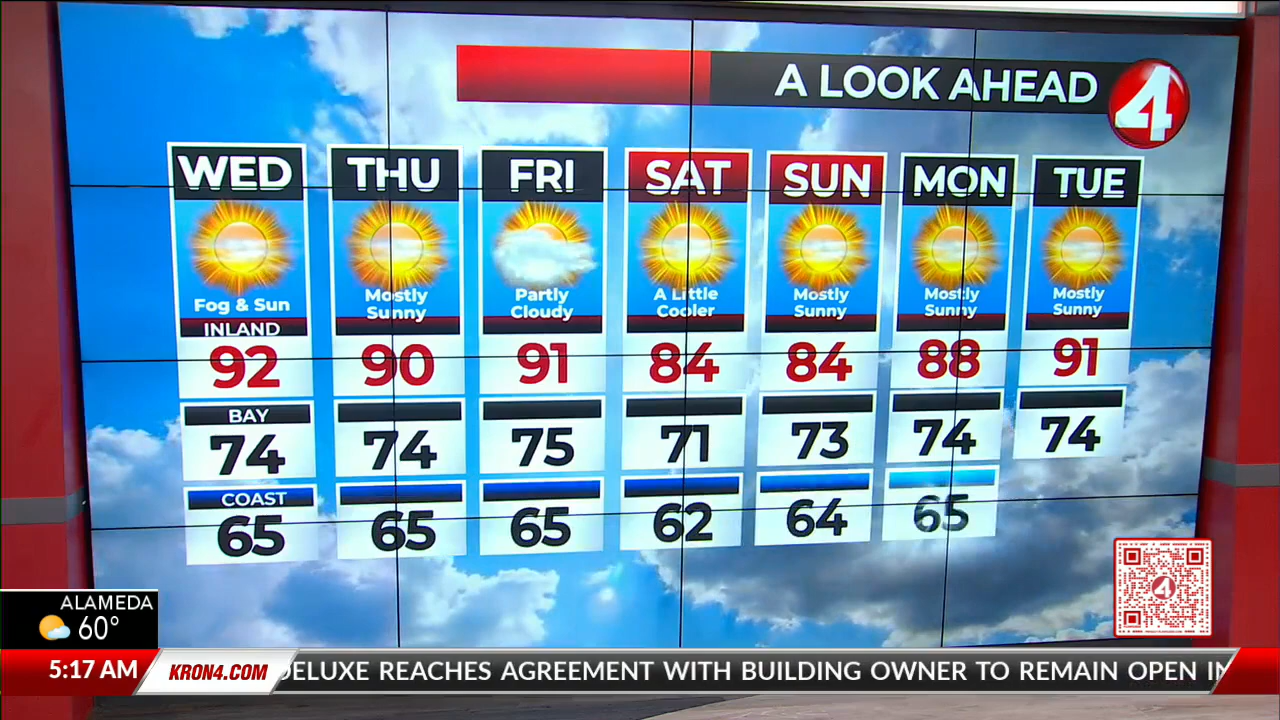 A LOOK AHEAD
4
WED THU FRI SAT SUN MON TUE
Fog & Sun
Mostly Sunny
Partly Cloudy
A Little Cooler
Mostly Sunny
Mostly Sunny
Mostly Sunny
INLAND
92 90 91 84 84 88 91
BAY
74 74 75 71 73 74 74
COAST
65 65 65 62 64 65
ALAMEDA
60°
5:17 AM KRON4.COM DELUXE REACHES AGREEMENT WITH BUILDING OWNER TO REMAIN OPEN IN